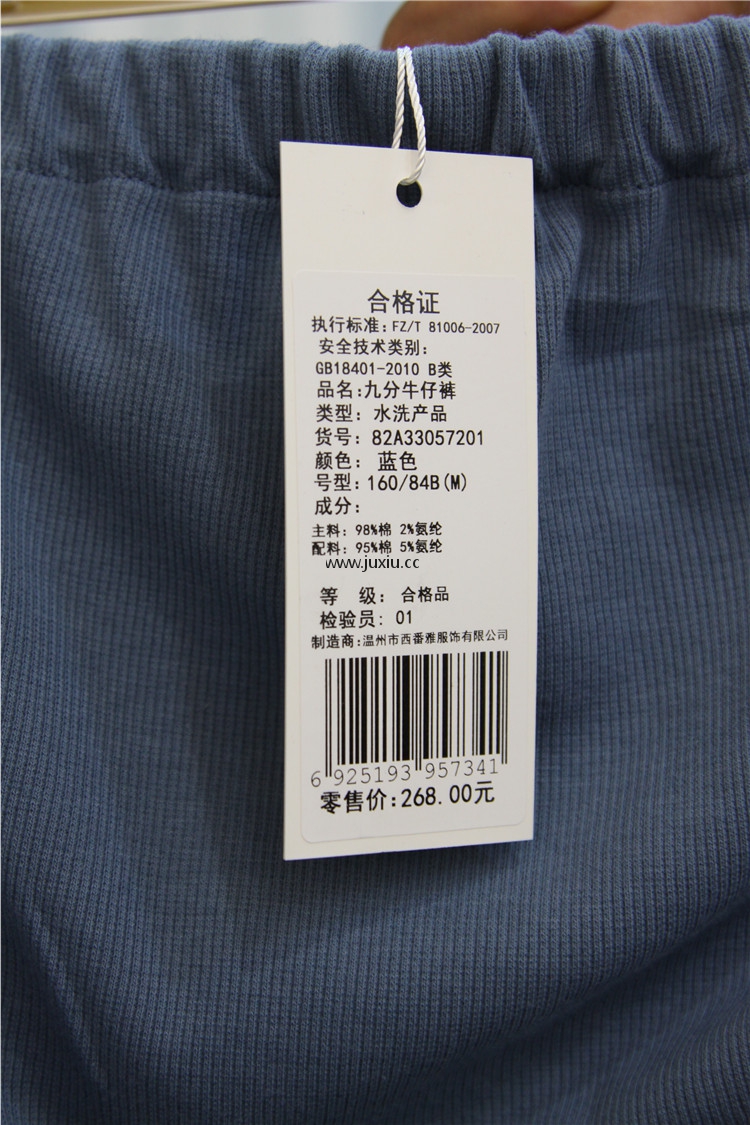 合格证
执行标准: FZ/T 81006-2007
安全技术类别:
GB18401-2010 B类
品名:九分牛仔裤
类型: 水洗产品
货号: 82A33057201
颜色: 蓝色
号型: 160/84B(M)
成分:
主料: 98%棉 2%氨纶
配料: 95%棉 5%氨纶
www.juxiu.cc
等 级: 合格品
检验员: 01
制造商:温州市西番雅服饰有限公司
6 925193 957341
零售价:268.00元